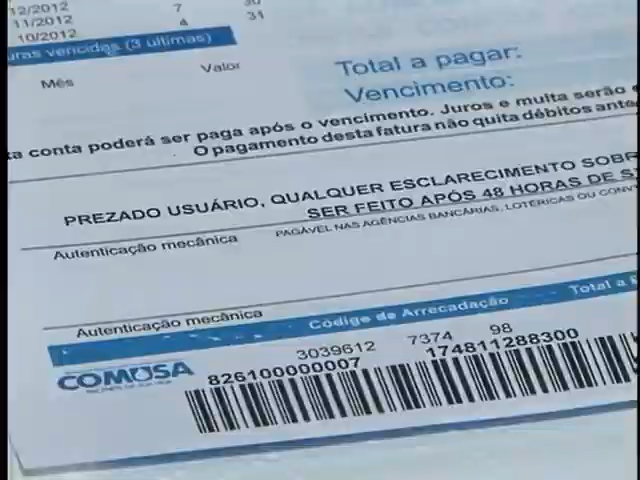 12/2012 7 30
11/2012 4 31
10/2012
uras vencidas (3 últimas)
Mês Valor
Total a pagar:
Vencimento:
ta conta poderá ser paga após o vencimento. Juros e multa serão
O pagamento desta fatura não quita débitos ante
PREZADO USUÁRIO, QUALQUER ESCLARECIMENTO SOBR
SER FEITO APÓS 48 HORAS DE S
Autenticação mecânica
PAGÁVEL NAS AGÊNCIAS BANCÁRIAS, LOTÉRICAS OU CONV
Autenticação mecânica
Código de Arrecadação Total a
3039612 7374 98
COMUSA 826100000007 174811288300